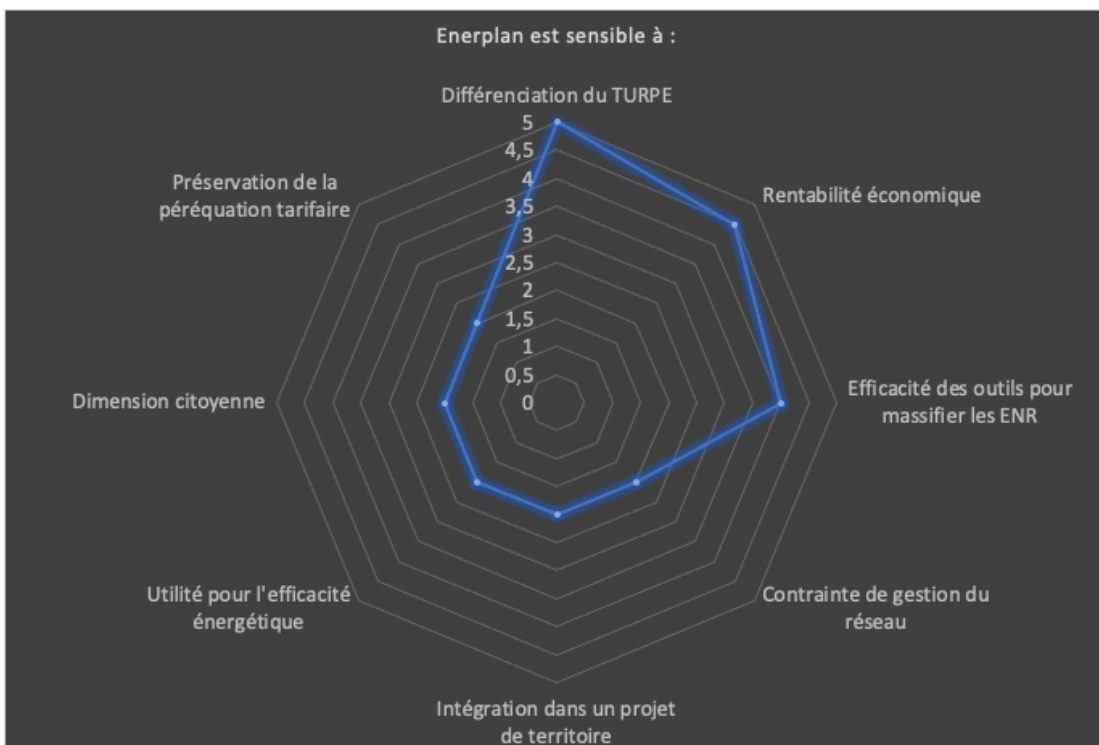 Enerplan est sensible à :
Différenciation du TURPE
5
4,5
4
3,5
3
2,5
2
1,5
1
0,5
0
Rentabilité économique
Efficacité des outils pour
massifier les ENR
Contrainte de gestion du
réseau
Intégration dans un projet
de territoire
Utilité pour l'efficacité
énergétique
Dimension citoyenne
Préservation de la
péréquation tarifaire